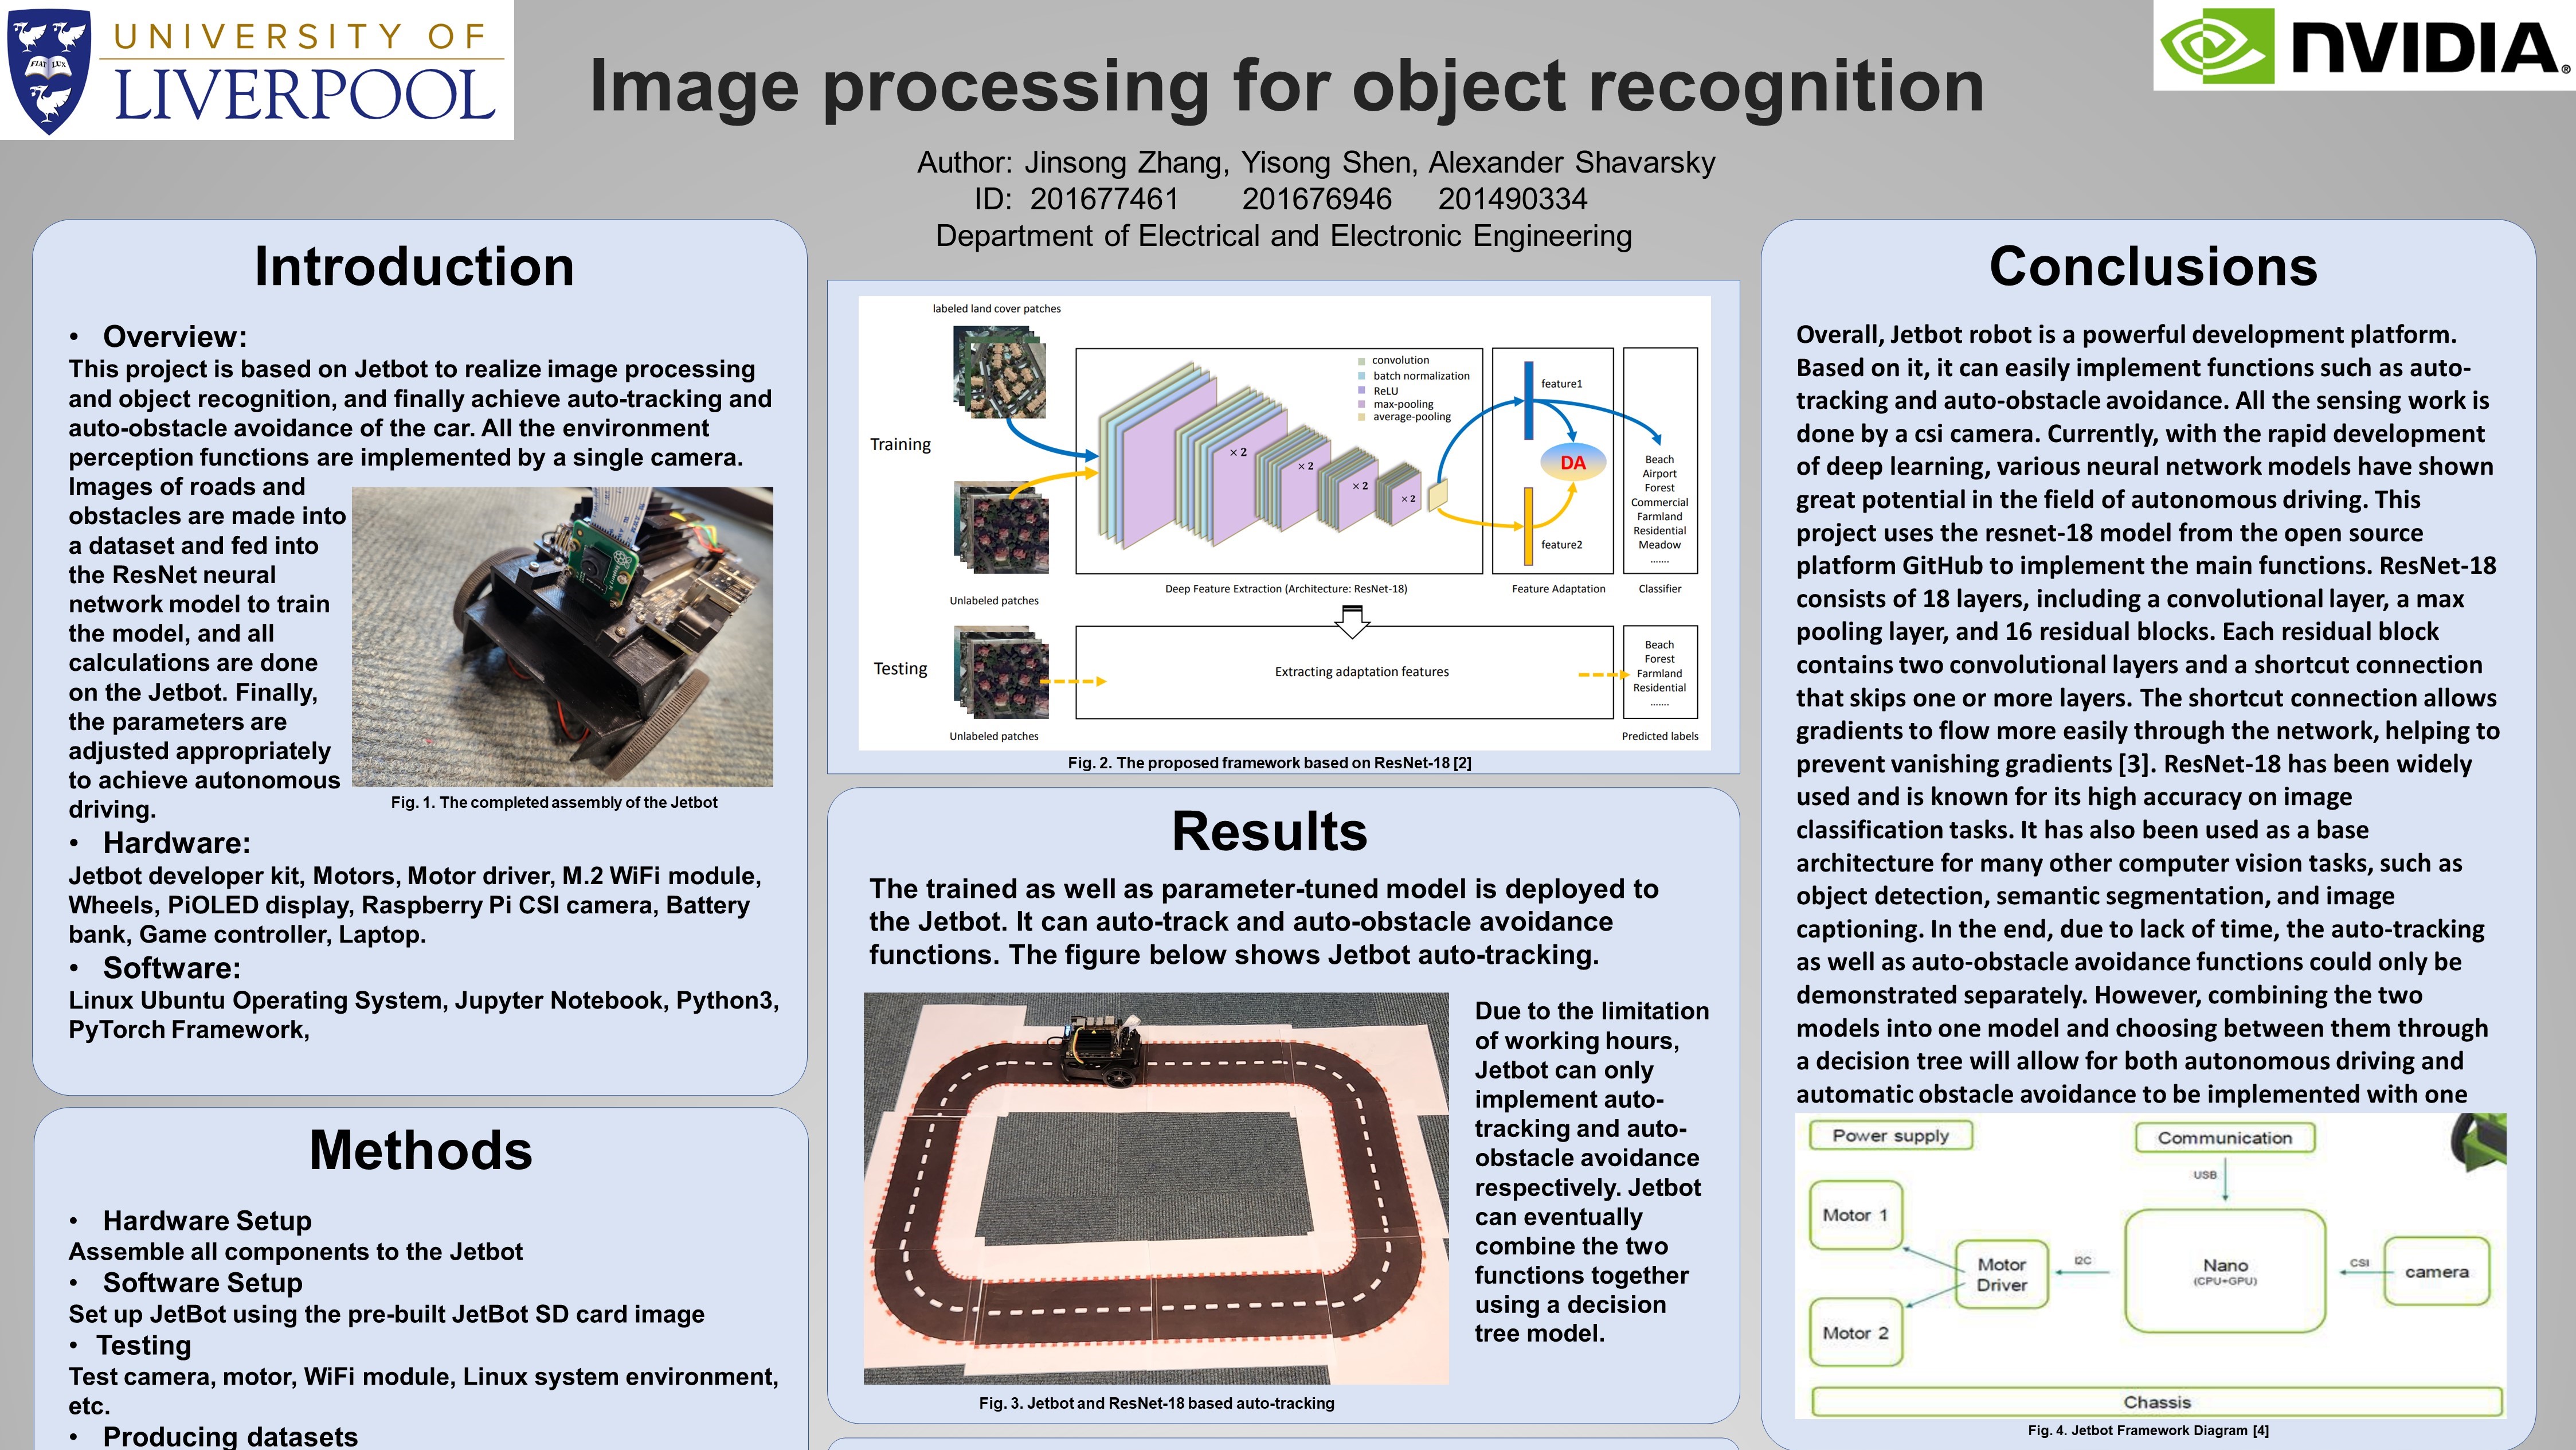 UNIVERSITY OF
LIVERPOOL
FIAT LUX
NVIDIA®
Image processing for object recognition
Author: Jinsong Zhang, Yisong Shen, Alexander Shavarsky
ID: 201677461 201676946 201490334
Department of Electrical and Electronic Engineering
Introduction
• Overview:
This project is based on Jetbot to realize image processing
and object recognition, and finally achieve auto-tracking and
auto-obstacle avoidance of the car. All the environment
perception functions are implemented by a single camera.
Images of roads and
obstacles are made into
a dataset and fed into
the ResNet neural
network model to train
the model, and all
calculations are done
on the Jetbot. Finally,
the parameters are
adjusted appropriately
to achieve autonomous
driving.
Fig. 1. The completed assembly of the Jetbot
• Hardware:
Jetbot developer kit, Motors, Motor driver, M.2 WiFi module,
Wheels, PiOLED display, Raspberry Pi CSI camera, Battery
bank, Game controller, Laptop.
• Software:
Linux Ubuntu Operating System, Jupyter Notebook, Python3,
PyTorch Framework,
Methods
• Hardware Setup
Assemble all components to the Jetbot
• Software Setup
Set up JetBot using the pre-built JetBot SD card image
• Testing
Test camera, motor, WiFi module, Linux system environment,
etc.
• Producing datasets
labeled land cover patches
convolution
batch normalization
ReLU
max-pooling
average-pooling
Training
× 2
× 2
× 2
× 2
feature1
DA
feature2
Beach
Airport
Forest
Commercial
Farmland
Residential
Meadow
.......
Unlabeled patches
Deep Feature Extraction (Architecture: ResNet-18)
Feature Adaptation
Classifier
Testing
Extracting adaptation features
Beach
Forest
Farmland
Residential
.......
Unlabeled patches
Predicted labels
Fig. 2. The proposed framework based on ResNet-18 [2]
Results
The trained as well as parameter-tuned model is deployed to
the Jetbot. It can auto-track and auto-obstacle avoidance
functions. The figure below shows Jetbot auto-tracking.
Due to the limitation
of working hours,
Jetbot can only
implement auto-
tracking and auto-
obstacle avoidance
respectively. Jetbot
can eventually
combine the two
functions together
using a decision
tree model.
Fig. 3. Jetbot and ResNet-18 based auto-tracking
Conclusions
Overall, Jetbot robot is a powerful development platform.
Based on it, it can easily implement functions such as auto-
tracking and auto-obstacle avoidance. All the sensing work is
done by a csi camera. Currently, with the rapid development
of deep learning, various neural network models have shown
great potential in the field of autonomous driving. This
project uses the resnet-18 model from the open source
platform GitHub to implement the main functions. ResNet-18
consists of 18 layers, including a convolutional layer, a max
pooling layer, and 16 residual blocks. Each residual block
contains two convolutional layers and a shortcut connection
that skips one or more layers. The shortcut connection allows
gradients to flow more easily through the network, helping to
prevent vanishing gradients [3]. ResNet-18 has been widely
used and is known for its high accuracy on image
classification tasks. It has also been used as a base
architecture for many other computer vision tasks, such as
object detection, semantic segmentation, and image
captioning. In the end, due to lack of time, the auto-tracking
as well as auto-obstacle avoidance functions could only be
demonstrated separately. However, combining the two
models into one model and choosing between them through
a decision tree will allow for both autonomous driving and
automatic obstacle avoidance to be implemented with one
Power supply
Communication
USB
Motor 1
Motor
Driver
I2C
Nano
(CPU+GPU)
CSI
camera
Motor 2
Chassis
Fig. 4. Jetbot Framework Diagram [4]